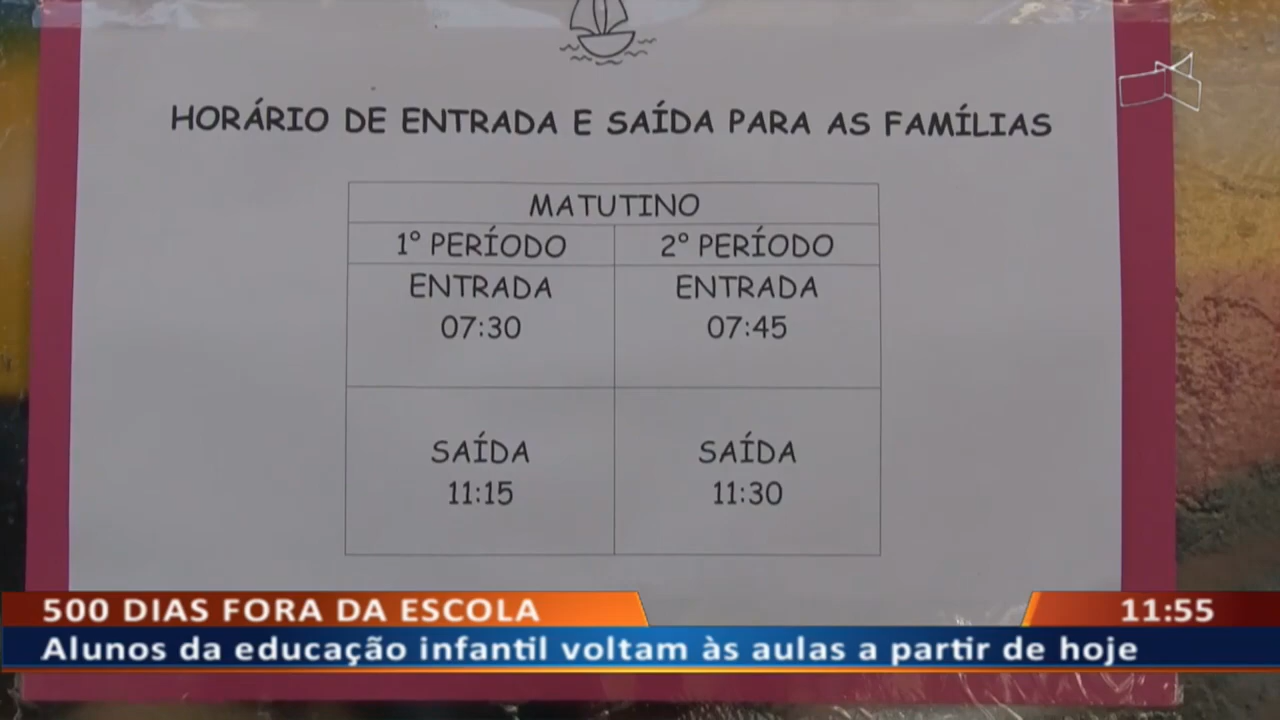 HORÁRIO DE ENTRADA E SAÍDA PARA AS FAMÍLIAS
MATUTINO
1º PERÍODO
2º PERÍODO
ENTRADA
07:30
ENTRADA
07:45
SAÍDA
11:15
SAÍDA
11:30
500 DIAS FORA DA ESCOLA
11:55
Alunos da educação infantil voltam às aulas a partir de hoje